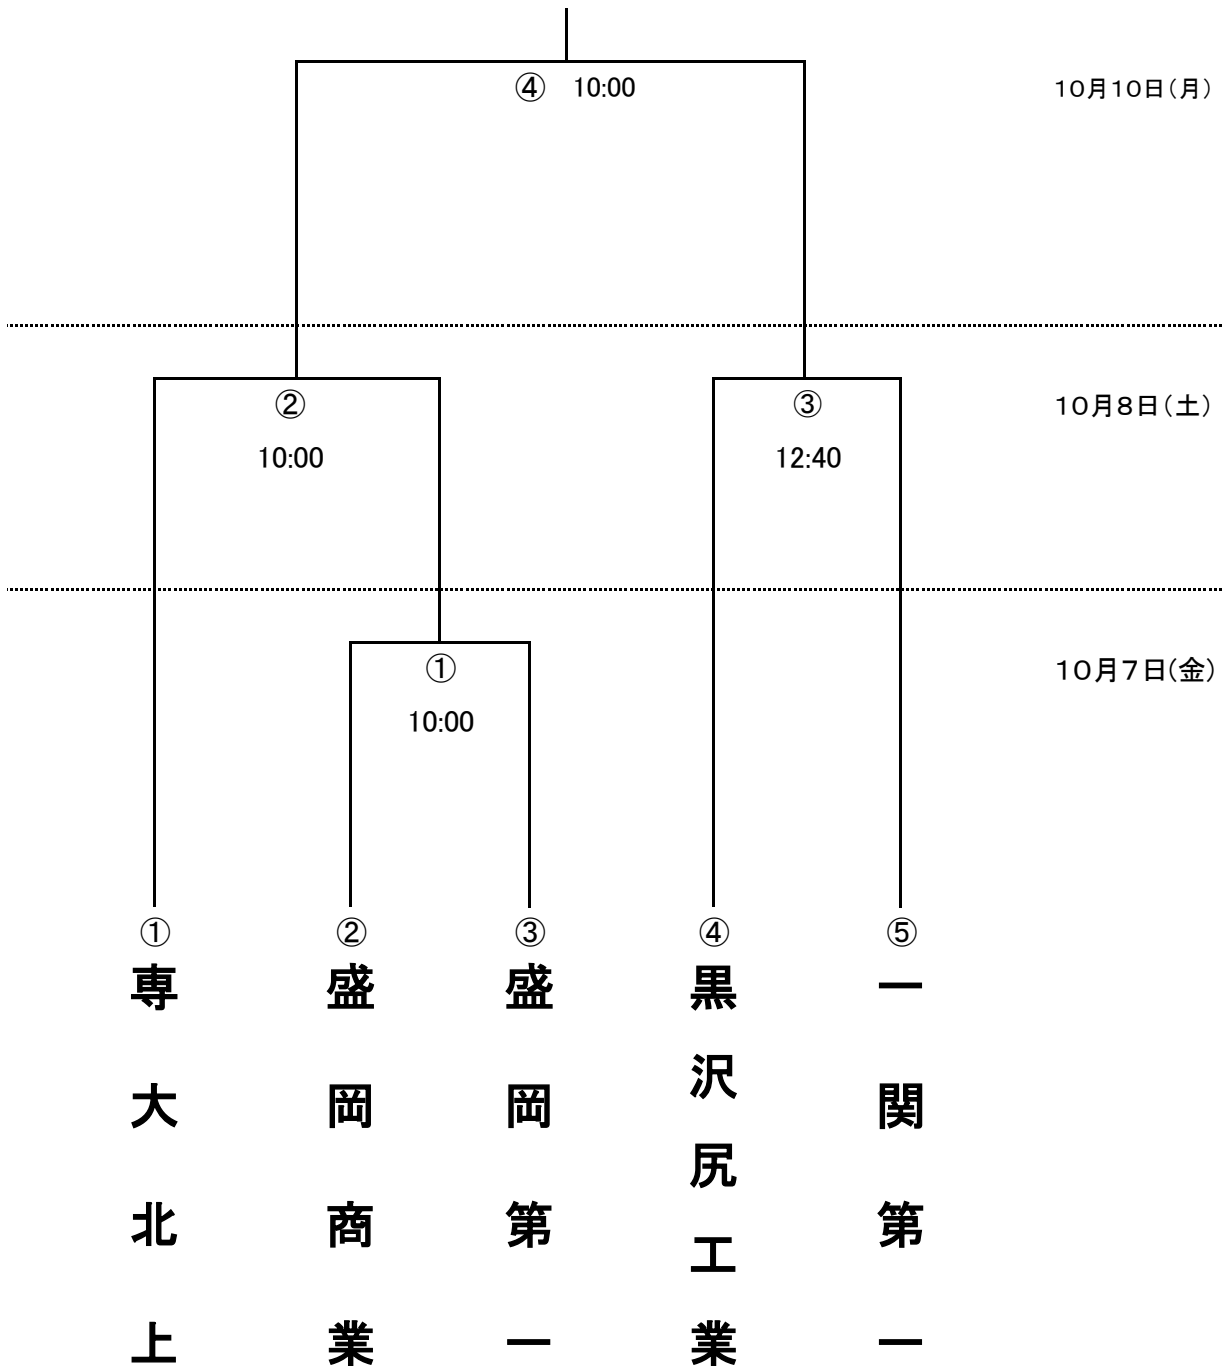 ④ 10:00
10月10日（月）
②
③
10月8日（土）
10:00
12:40
①
10月7日(金)
10:00
①
②
③
④
⑤
専大北上
盛岡商業
盛岡第一
黒沢尻工業
一関第一